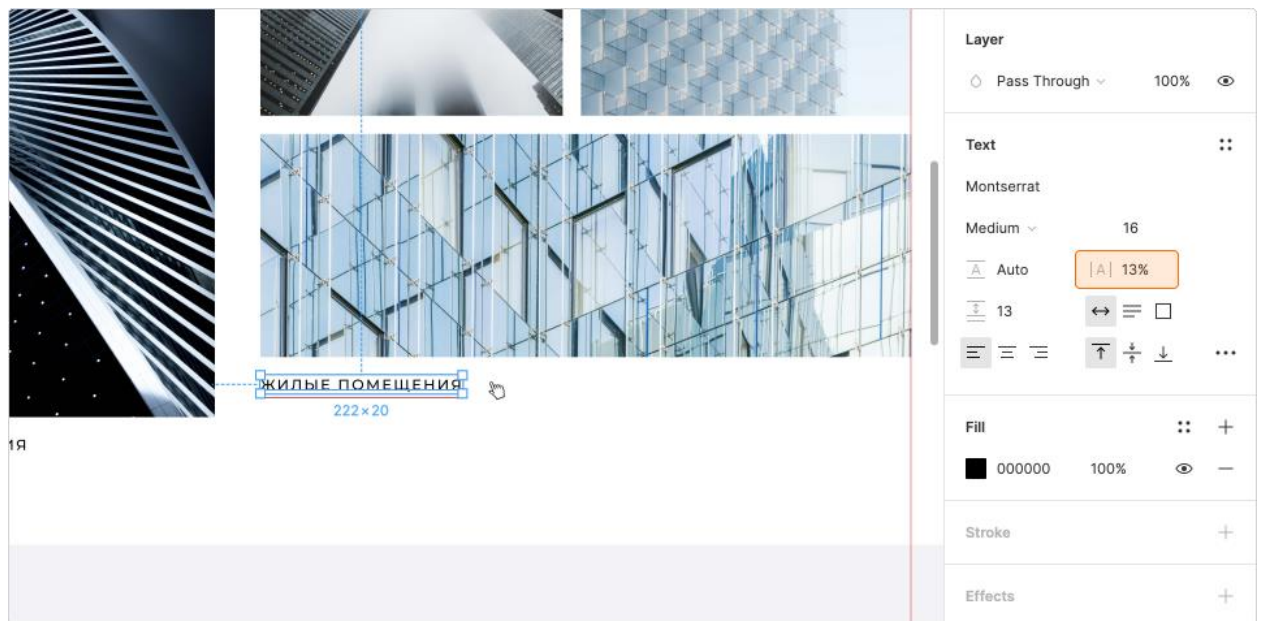 Layer
Pass Through 100%
Text
Montserrat
Medium 16
A Auto |A| 13%
13
ЖИЛЫЕ ПОМЕЩЕНИЯ
222×20
ИЯ
Fill
000000 100%
Stroke
Effects